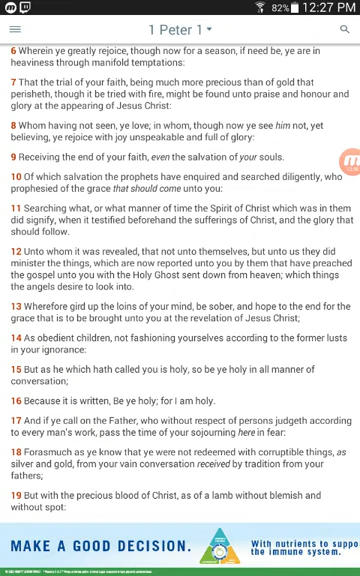 82% 12:27 PM
1 Peter 1
6 Wherein ye greatly rejoice, though now for a season, if need be, ye are in
heaviness through manifold temptations:
7 That the trial of your faith, being much more precious than of gold that
perisheth, though it be tried with fire, might be found unto praise and honour and
glory at the appearing of Jesus Christ:
8 Whom having not seen, ye love; in whom, though now ye see him not, yet
believing, ye rejoice with joy unspeakable and full of glory:
9 Receiving the end of your faith, even the salvation of your souls.
10 Of which salvation the prophets have enquired and searched diligently, who
prophesied of the grace that should come unto you:
11 Searching what, or what manner of time the Spirit of Christ which was in them
did signify, when it testified beforehand the sufferings of Christ, and the glory that
should follow.
12 Unto whom it was revealed, that not unto themselves, but unto us they did
minister the things, which are now reported unto you by them that have preached
the gospel unto you with the Holy Ghost sent down from heaven; which things
the angels desire to look into.
13 Wherefore gird up the loins of your mind, be sober, and hope to the end for the
grace that is to be brought unto you at the revelation of Jesus Christ;
14 As obedient children, not fashioning yourselves according to the former lusts
in your ignorance:
15 But as he which hath called you is holy, so be ye holy in all manner of
conversation;
16 Because it is written, Be ye holy; for I am holy.
17 And if ye call on the Father, who without respect of persons judgeth according
to every man's work, pass the time of your sojourning here in fear:
18 Forasmuch as ye know that ye were not redeemed with corruptible things, as
silver and gold, from your vain conversation received by tradition from your
fathers;
19 But with the precious blood of Christ, as of a lamb without blemish and
without spot:
MAKE A GOOD DECISION.
With nutrients to suppo
the immune system.